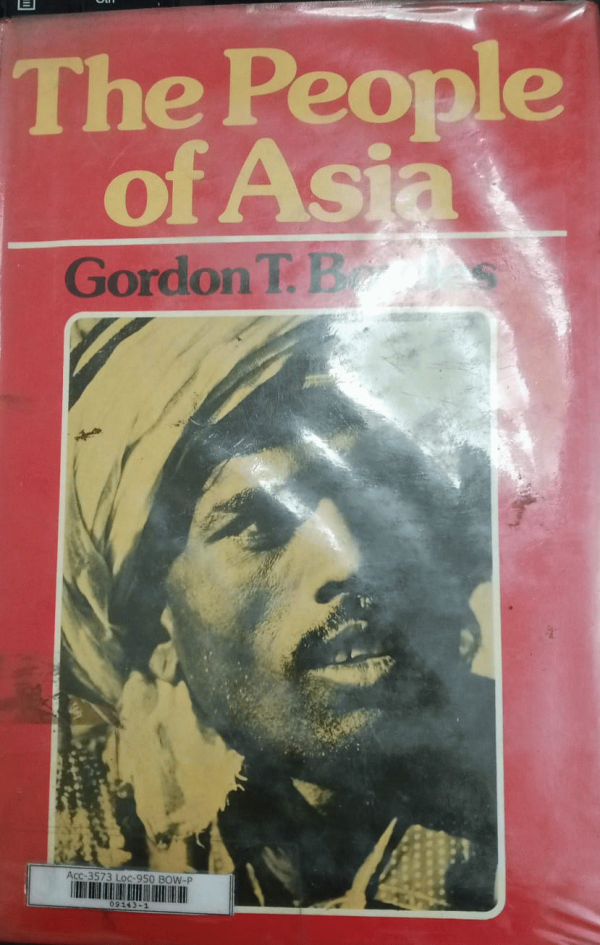 The People
of Asia
Gordon T.
Acc-3573 Loc-950 BOW-P
09143-1